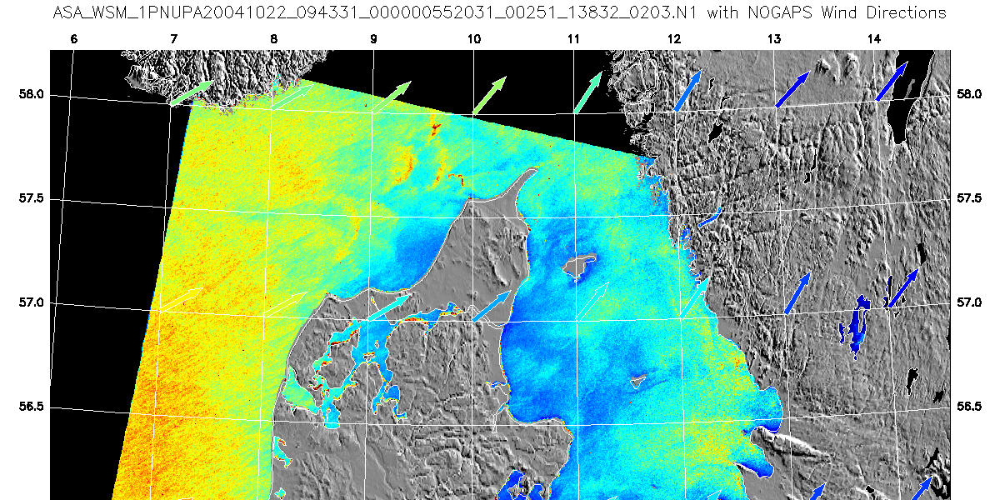 ASA_WSM_1PNUPA20041022_094331_000000552031_00251_13832_0203.N1 with NOGAPS Wind Directions
6 7 8 9 10 11 12 13 14
58.0 58.0
57.5 57.5
57.0 57.0
56.5 56.5